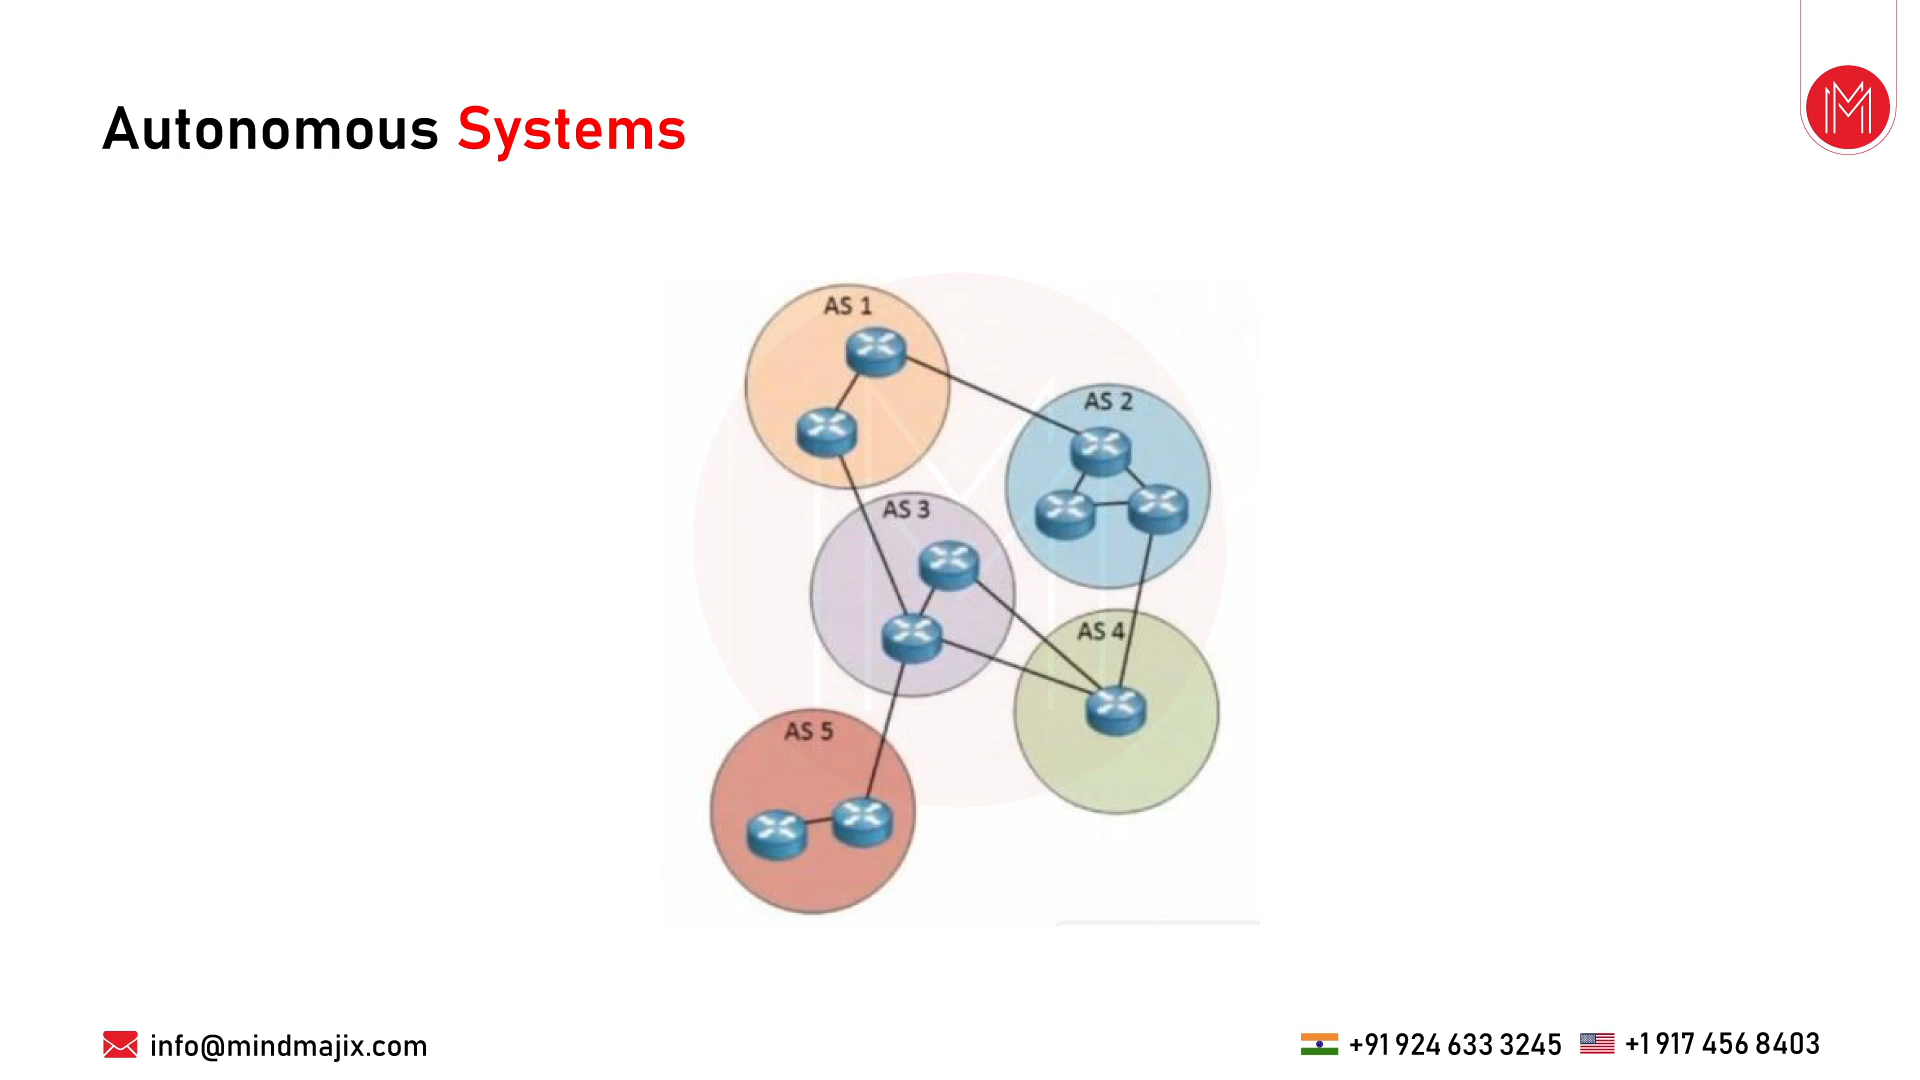 Autonomous Systems
AS 1
AS 2
AS 3
AS 4
AS 5
info@mindmajix.com
+91 924 633 3245
+1 917 456 8403